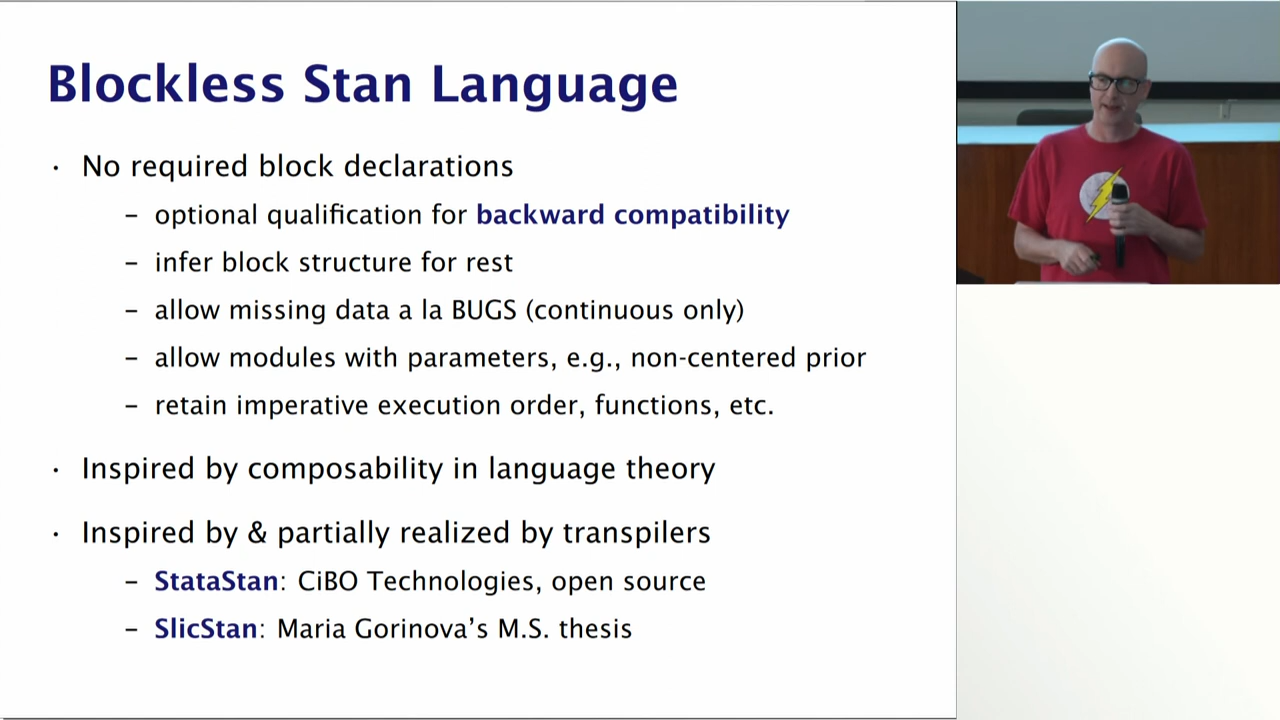 Blockless Stan Language
· No required block declarations
– optional qualification for backward compatibility
– infer block structure for rest
– allow missing data a la BUGS (continuous only)
– allow modules with parameters, e.g., non-centered prior
– retain imperative execution order, functions, etc.
· Inspired by composability in language theory
· Inspired by & partially realized by transpilers
– StataStan: CiBO Technologies, open source
– SlicStan: Maria Gorinova’s M.S. thesis